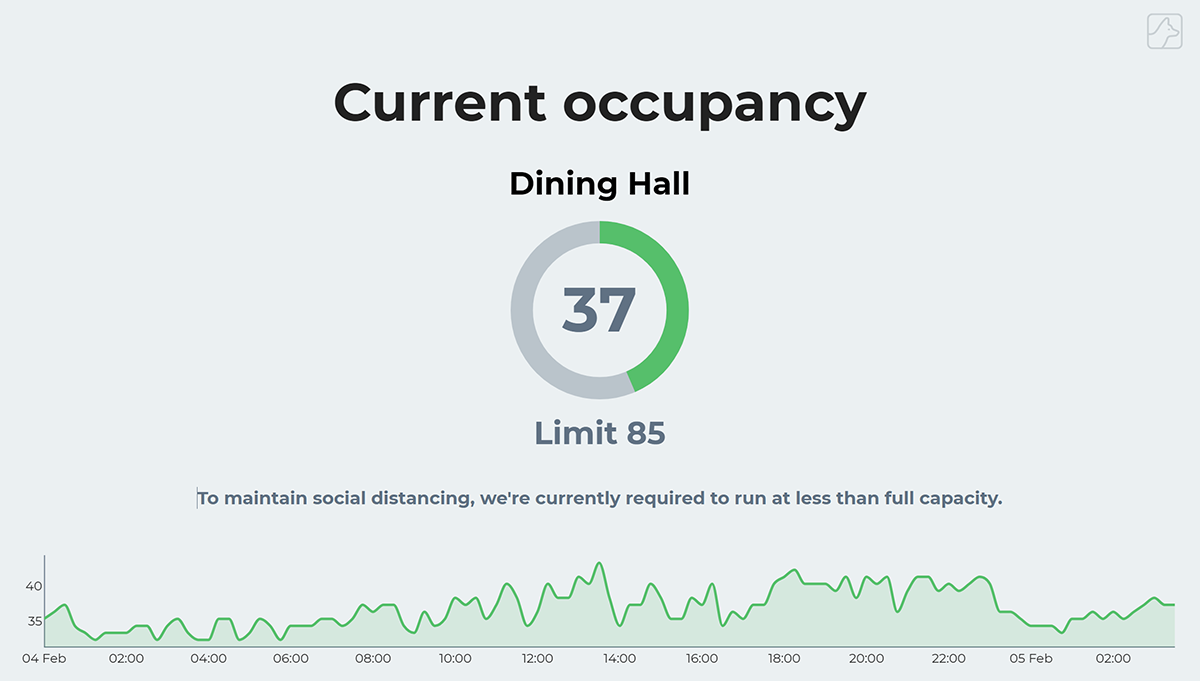 Current occupancy
Dining Hall
37
Limit 85
To maintain social distancing, we're currently required to run at less than full capacity.
40
35
04 Feb 02:00 04:00 06:00 08:00 10:00 12:00 14:00 16:00 18:00 20:00 22:00 05 Feb 02:00